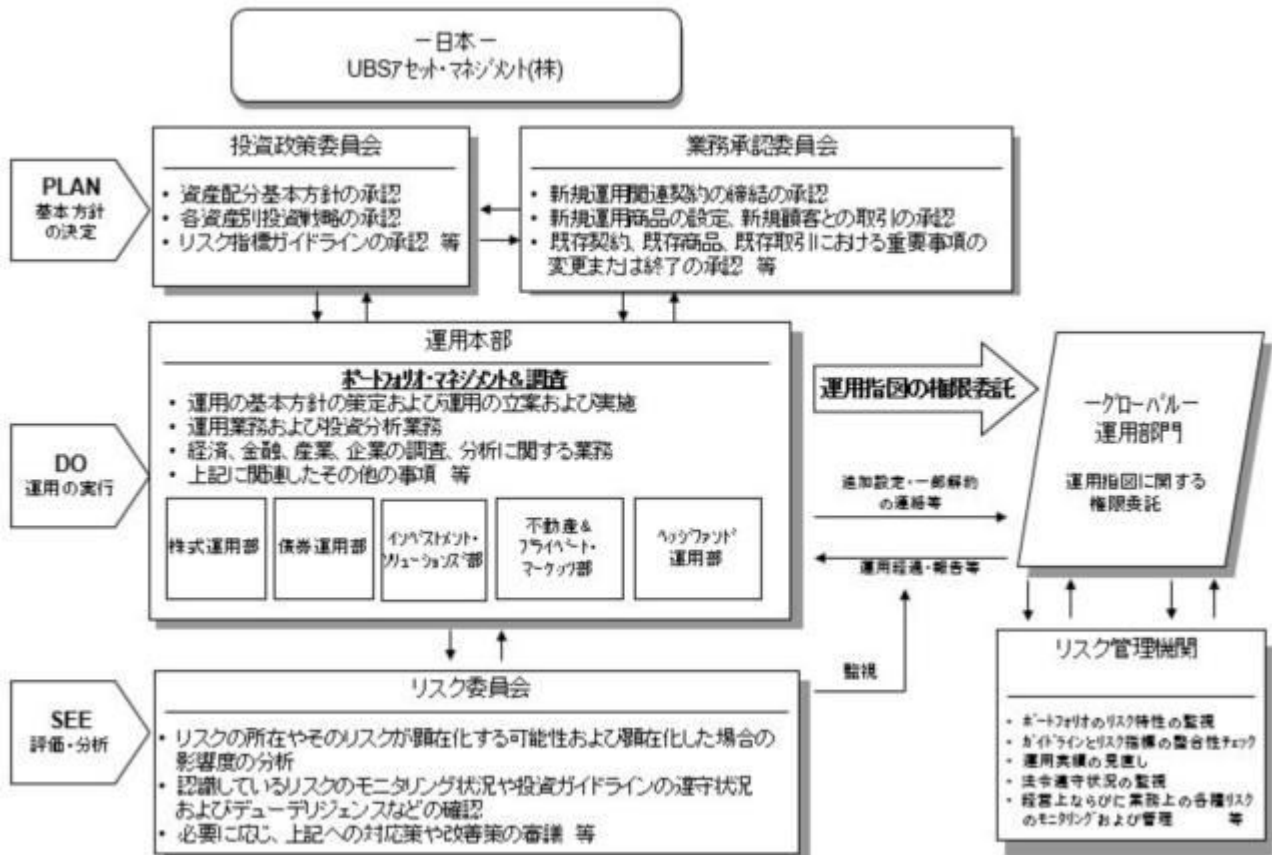 －日本－
UBSアセット・マネジメント(株)
投資政策委員会
・ 資産配分基本方針の承認
・ 各資産別投資戦略の承認
・ リスク指標ガイドラインの承認 等
業務承認委員会
・ 新規運用関連契約の締結の承認
・ 新規運用商品の設定、新規顧客との取引の承認
・ 既存契約、既存商品、既存取引における重要事項の
変更または終了の承認 等
PLAN
基本方針
の決定
運用本部
ポートフォリオ・マネジメント&調査
・ 運用の基本方針の策定および運用の立案および実施
・ 運用業務および投資分析業務
・ 経済、金融、産業、企業の調査、分析に関する業務
・ 上記に関連したその他の事項 等
DO
運用の実行
株式運用部
債券運用部
インベストメント・
ソリューションズ部
不動産&
プライベート・
マーケッツ部
ヘッジファンド
運用部
運用指図の権限委託
追加設定・一部解約
の連絡等
運用経過・報告等
－グローバル－
運用部門
運用指図に関する
権限委託
監視
リスク委員会
・ リスクの所在やそのリスクが顕在化する可能性および顕在化した場合の
影響度の分析
・ 認識しているリスクのモニタリング状況や投資ガイドラインの遵守状況
およびデューデリジェンスなどの確認
・ 必要に応じ、上記への対応策や改善策の審議 等
SEE
評価・分析
リスク管理機関
・ ポートフォリオのリスク特性の監視
・ ガイドラインとリスク指標の整合性チェック
・ 運用実績の見直し
・ 法令遵守状況の監視
・ 経営上ならびに業務上の各種リスク
のモニタリングおよび管理 等